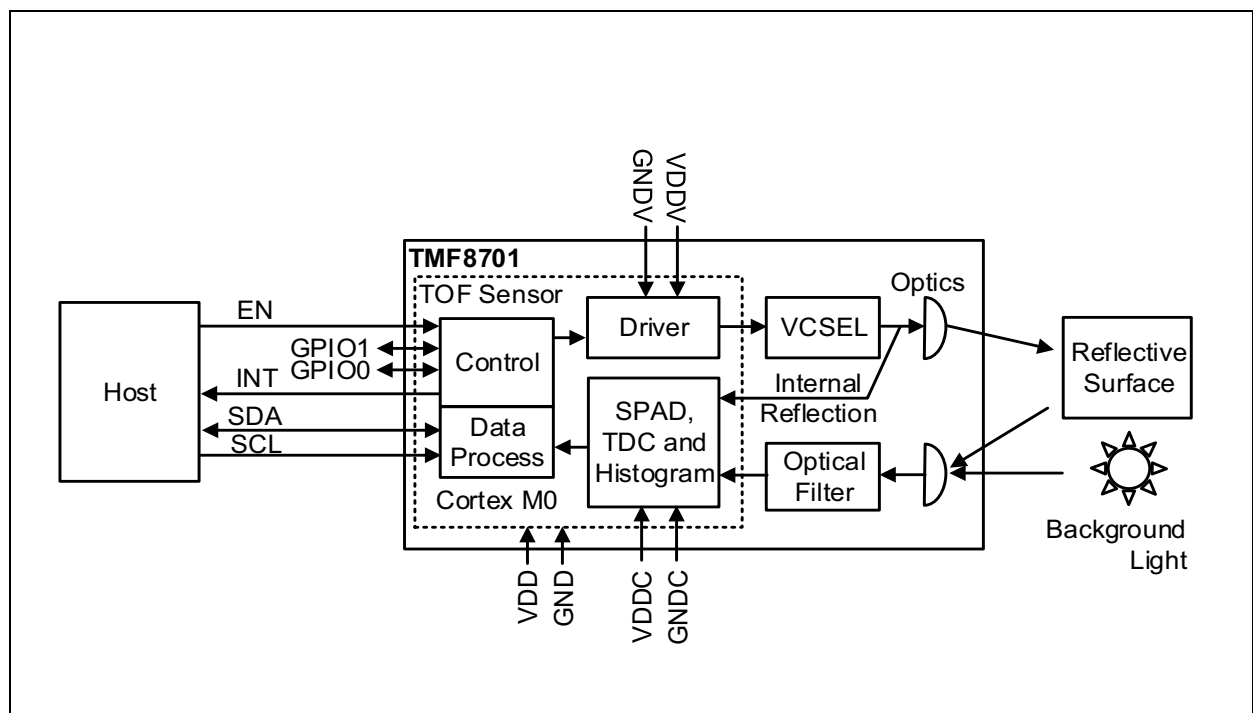 GNDV
VDDV
TMF8701
TOF Sensor
Optics
EN
Driver
VCSEL
GPIO1
GPIO0
Control
Reflective
Surface
Host
INT
Internal
Reflection
SDA
SCL
Data
Process
SPAD,
TDC and
Histogram
Optical
Filter
Cortex M0
Background
Light
VDD
GND
VDDC
GNDC